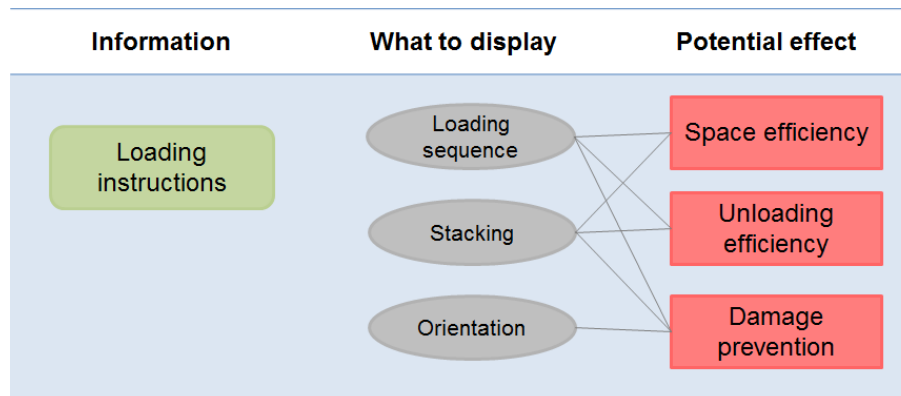 Information
What to display
Potential effect
Loading
instructions
Loading
sequence
Stacking
Orientation
Space efficiency
Unloading
efficiency
Damage
prevention